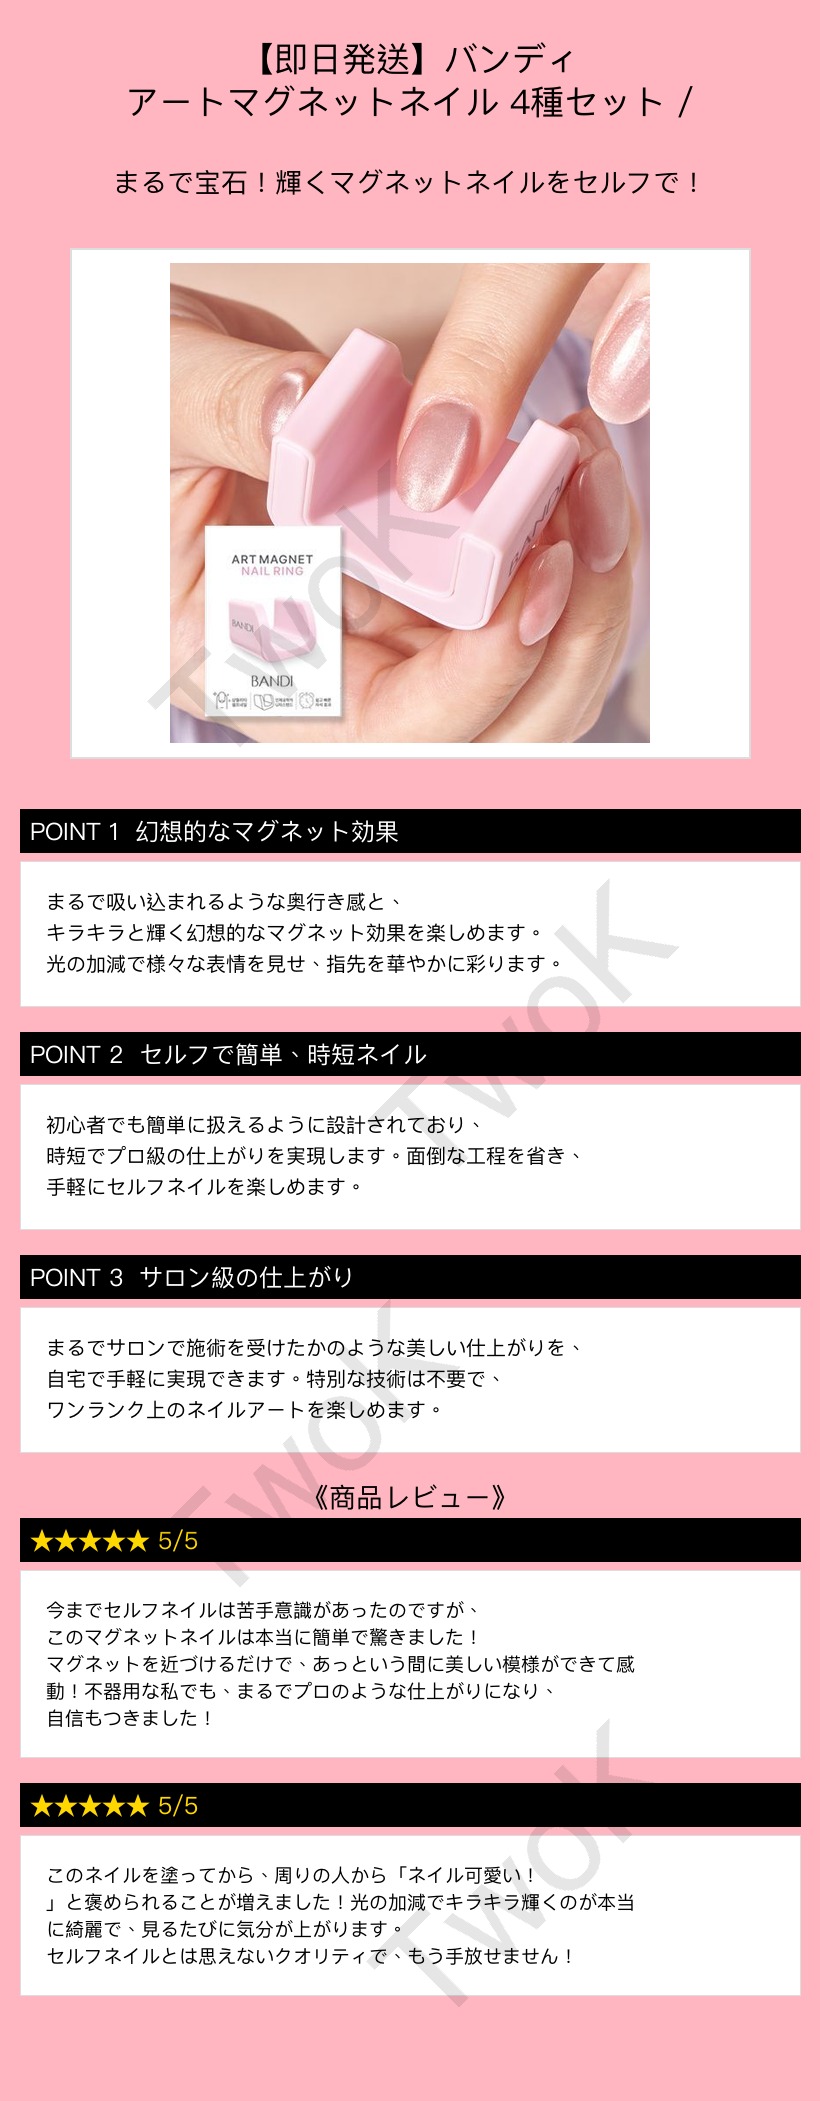 【即日発送】バンディ
アートマグネットネイル 4種セット /
まるで宝石！輝くマグネットネイルをセルフで！
BANDI
ART MAGNET
NAIL RING
BANDI
BANDI
TwoK
POINT 1 幻想的なマグネット効果
まるで吸い込まれるような奥行き感と、
キラキラと輝く幻想的なマグネット効果を楽しめます。
光の加減で様々な表情を見せ、指先を華やかに彩ります。
TwoK
POINT 2 セルフで簡単、時短ネイル
初心者でも簡単に扱えるように設計されており、
時短でプロ級の仕上がりを実現します。面倒な工程を省き、
手軽にセルフネイルを楽しめます。
POINT 3 サロン級の仕上がり
まるでサロンで施術を受けたかのような美しい仕上がりを、
自宅で手軽に実現できます。特別な技術は不要で、
ワンランク上のネイルアートを楽しめます。
TwoK
《商品レビュー》
★★★★★ 5/5
今までセルフネイルは苦手意識があったのですが、
このマグネットネイルは本当に簡単で驚きました！
マグネットを近づけるだけで、あっという間に美しい模様ができて感
動！不器用な私でも、まるでプロのような仕上がりになり、
自信もつきました！
★★★★★ 5/5
このネイルを塗ってから、周りの人から「ネイル可愛い！
」と褒められることが増えました！光の加減でキラキラ輝くのが本当
に綺麗で、見るたびに気分が上がります。
セルフネイルとは思えないクオリティで、もう手放せません！
TwoK